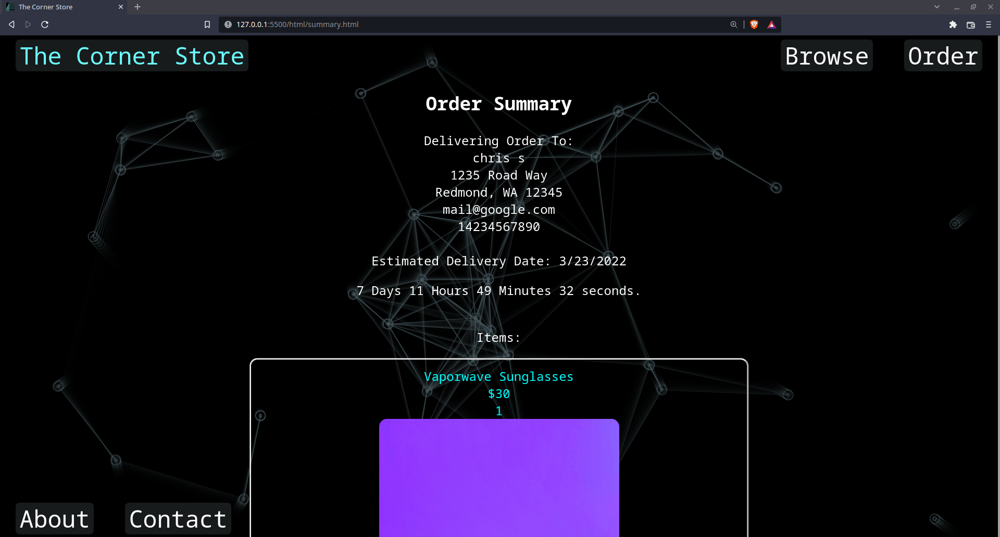 The Corner Store
127.0.0.1:5500/html/summary.html
The Corner Store
Browse
Order
Order Summary
Delivering Order To:
chris s
1235 Road Way
Redmond, WA 12345
mail@google.com
14234567890
Estimated Delivery Date: 3/23/2022
7 Days 11 Hours 49 Minutes 32 seconds.
Items:
Vaporwave Sunglasses
$30
1
About
Contact